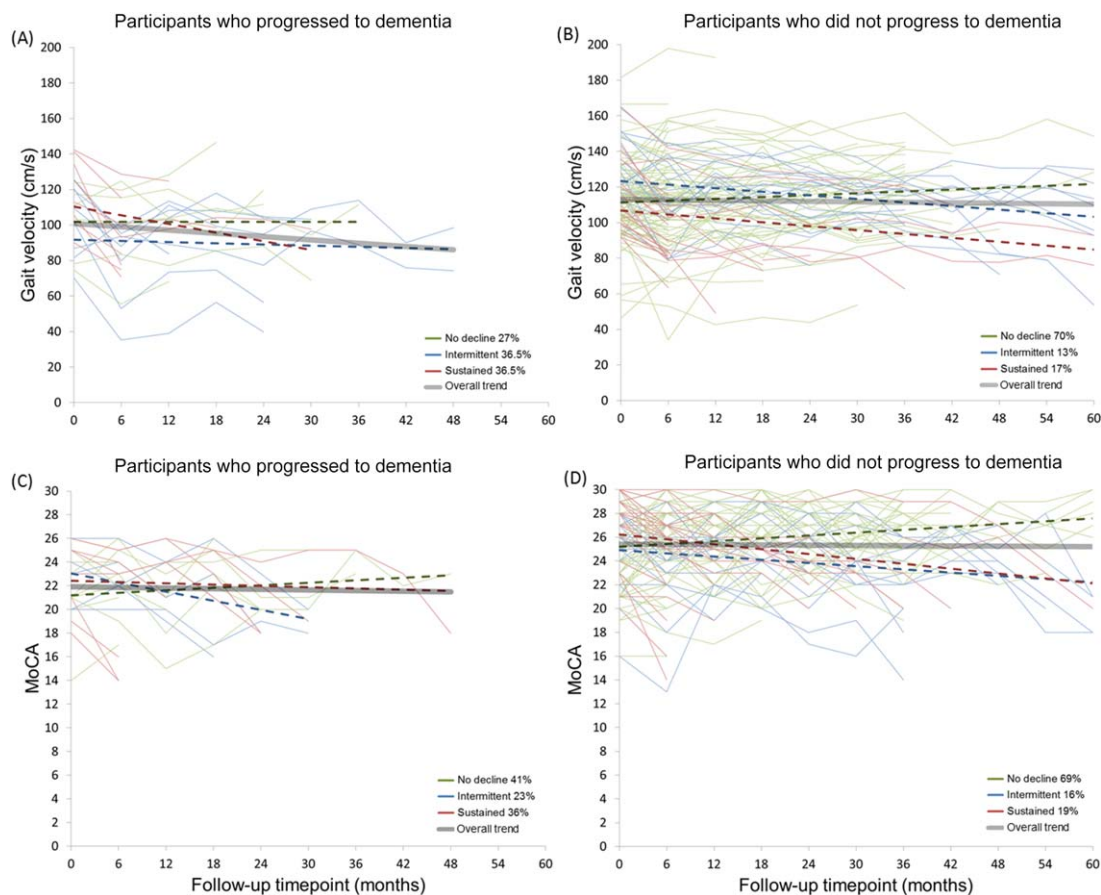 Participants who progressed to dementia
(A)
Gait velocity (cm/s)
200
180
160
140
120
100
80
60
40
20
0
No decline 27%
Intermittent 36.5%
Sustained 36.5%
Overall trend
0 6 12 18 24 30 36 42 48 54 60
Participants who did not progress to dementia
(B)
Gait velocity (cm/s)
200
180
160
140
120
100
80
60
40
20
0
No decline 70%
Intermittent 13%
Sustained 17%
Overall trend
0 6 12 18 24 30 36 42 48 54 60
Participants who progressed to dementia
(C)
MoCA
30
28
26
24
22
20
18
16
14
12
10
8
6
4
2
0
No decline 41%
Intermittent 23%
Sustained 36%
Overall trend
0 6 12 18 24 30 36 42 48 54 60
Follow-up timepoint (months)
Participants who did not progress to dementia
(D)
MoCA
30
28
26
24
22
20
18
16
14
12
10
8
6
4
2
0
No decline 69%
Intermittent 16%
Sustained 19%
Overall trend
0 6 12 18 24 30 36 42 48 54 60
Follow-up timepoint (months)